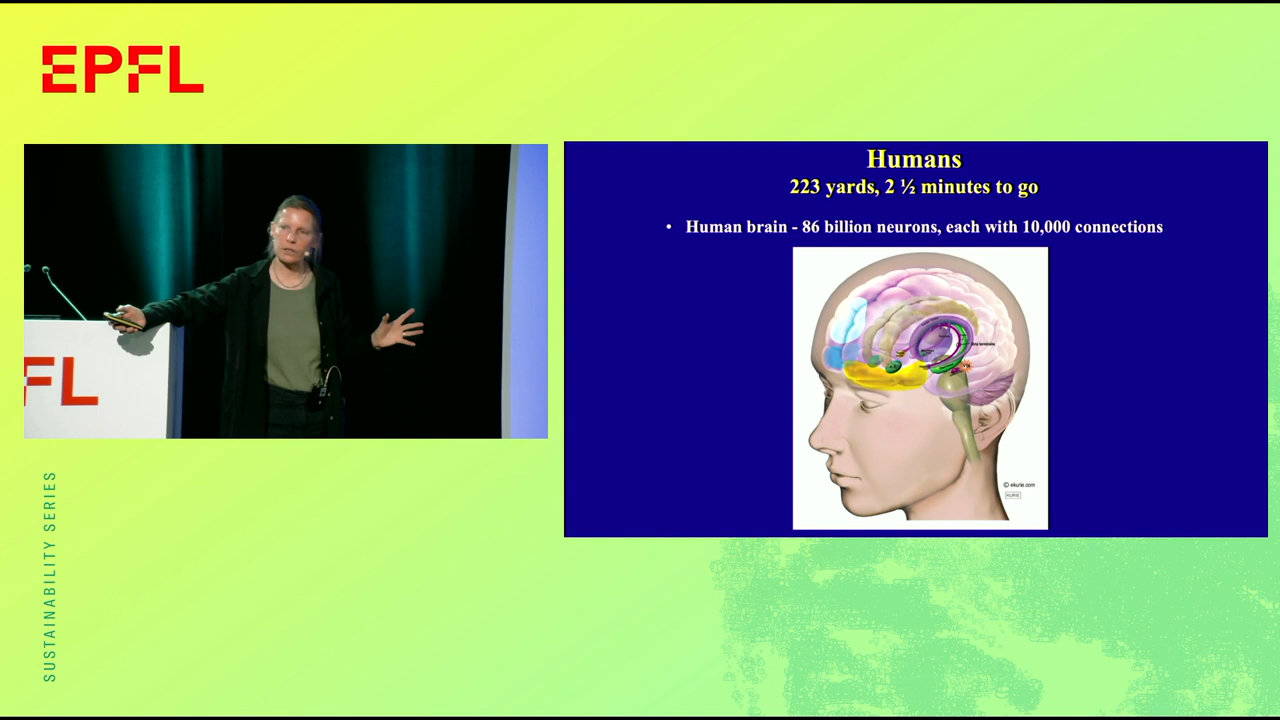 EPFL
FL
Humans
223 yards, 2 ½ minutes to go
• Human brain - 86 billion neurons, each with 10,000 connections
© ekurie.com
KURIE
SUSTAINABILITY SERIES